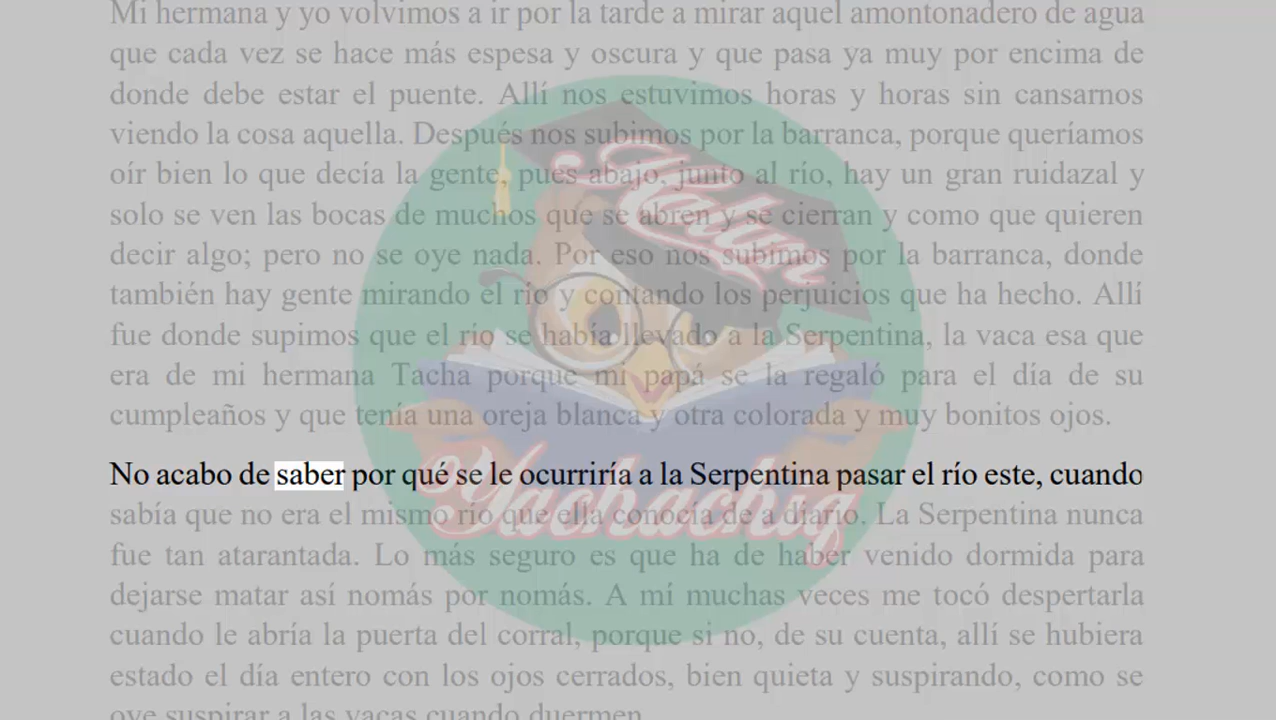 Mi hermana y yo volvimos a ir por la tarde a mirar aquel amontonadero de agua
que cada vez se hace más espesa y oscura y que pasa ya muy por encima de
donde debe estar el puente. Allí nos estuvimos horas y horas sin cansarnos
viendo la cosa aquella. Después nos subimos por la barranca, porque queríamos
oír bien lo que decía la gente, pues abajo, junto al río, hay un gran ruidazal y
solo se ven las bocas de muchos que se abren y se cierran y como que quieren
decir algo; pero no se oye nada. Por eso nos subimos por la barranca, donde
también hay gente mirando el río y contando los perjuicios que ha hecho. Allí
fue donde supimos que el río se había llevado a la Serpentina, la vaca esa que
era de mi hermana Tacha porque mi papá se la regaló para el día de su
cumpleaños y que tenía una oreja blanca y otra colorada y muy bonitos ojos.
No acabo de saber por qué se le ocurriría a la Serpentina pasar el río este, cuando
sabía que no era el mismo río que ella conocía de a diario. La Serpentina nunca
fue tan atarantada. Lo más seguro es que ha de haber venido dormida para
dejarse matar así nomás por nomás. A mí muchas veces me tocó despertarla
cuando le abría la puerta del corral, porque si no, de su cuenta, allí se hubiera
estado el día entero con los ojos cerrados, bien quieta y suspirando, como se
oye suspirar a las vacas cuando duermen.
Hatun
Yachachiq